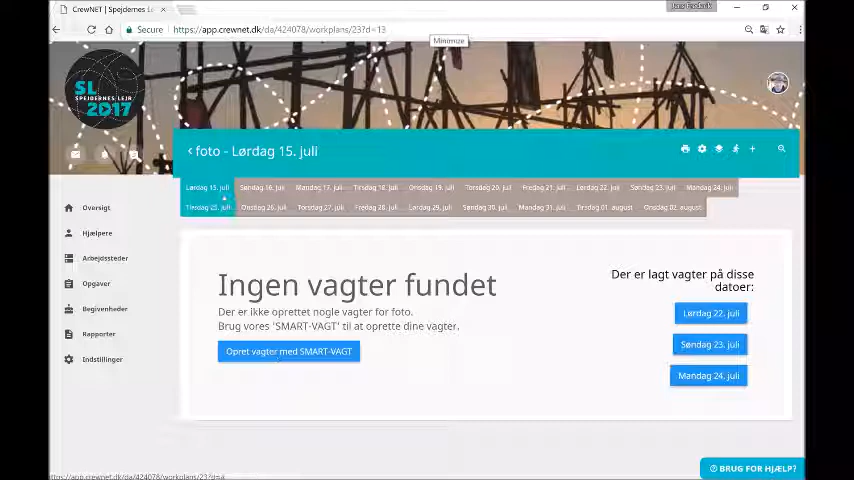 CrewNET | Spejdernes Le
Jens Frederik
Secure
https://app.crewnet.dk/da/424078/workplans/23?d=13
Minimize
SL
SPEJDERNES LEJR
2017
foto - Lørdag 15. juli
Lørdag 15. juli
Søndag 16. juli
Mandag 17. juli
Tirsdag 18. juli
Onsdag 19. juli
Torsdag 20. juli
Fredag 21. juli
Lørdag 22. juli
Søndag 23. juli
Mandag 24. juli
Tirsdag 25. juli
Onsdag 26. juli
Torsdag 27. juli
Fredag 28. juli
Lørdag 29. juli
Søndag 30. juli
Mandag 31. juli
Tirsdag 01. august
Onsdag 02. august
Oversigt
Hjælpere
Arbejdssteder
Opgaver
Begivenheder
Rapporter
Indstillinger
Ingen vagter fundet
Der er ikke oprettet nogle vagter for foto.
Brug vores 'SMART-VAGT' til at oprette dine vagter.
Opret vagter med SMART-VAGT
Der er lagt vagter på disse
datoer:
Lørdag 22. juli
Søndag 23. juli
Mandag 24. juli
BRUG FOR HJÆLP?